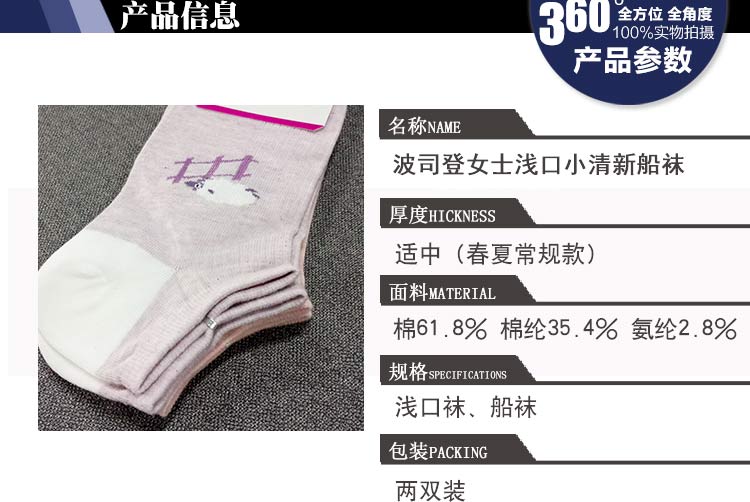 产品信息
360°
全方位 全角度
100%实物拍摄
产品参数
名称NAME
波司登女士浅口小清新船袜
厚度HICKNESS
适中（春夏常规款）
面料MATERIAL
棉61.8% 棉纶35.4% 氨纶2.8%
规格SPECIFICATIONS
浅口袜、船袜
包装PACKING
两双装